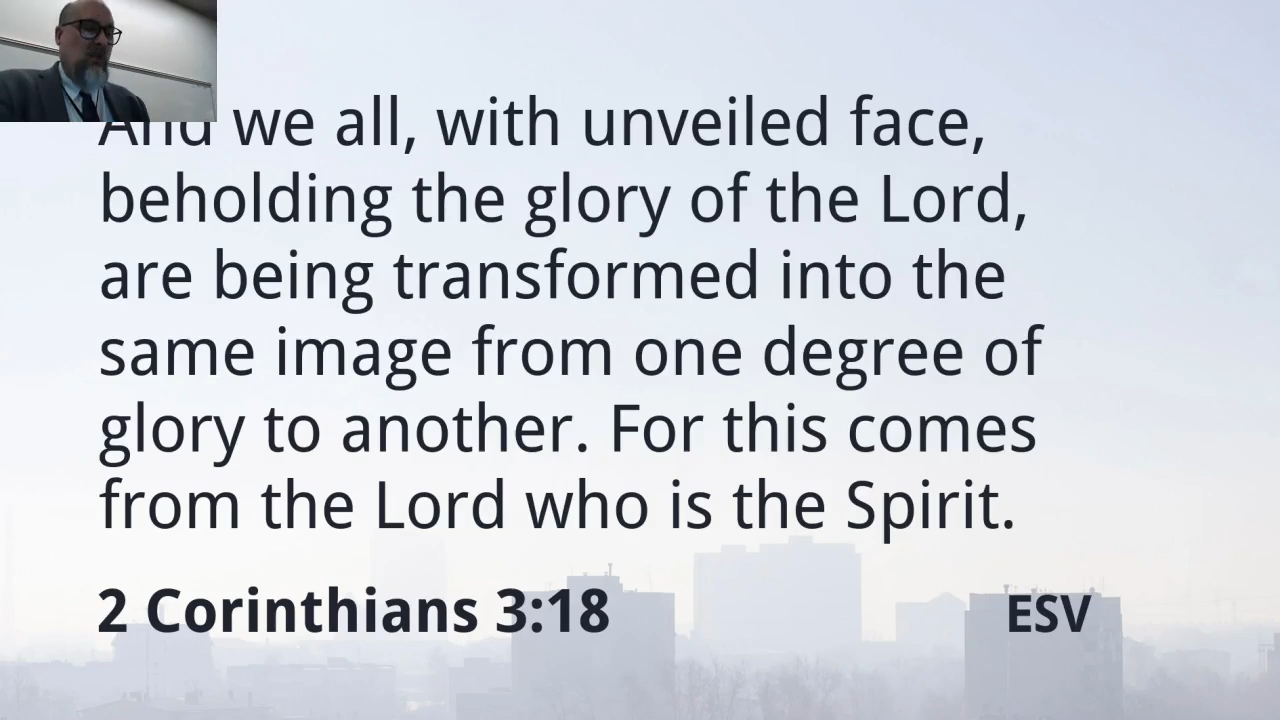 And we all, with unveiled face,
beholding the glory of the Lord,
are being transformed into the
same image from one degree of
glory to another. For this comes
from the Lord who is the Spirit.
2 Corinthians 3:18 ESV